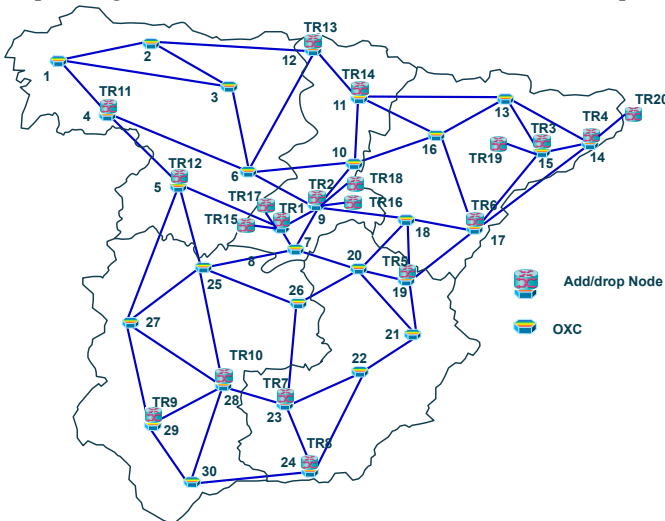 TR13
1
2
12
TR14
TR11
3
11
13
TR20
4
TR4
TR3
16
TR19
14
15
10
TR12
6
TR18
5
TR17
TR2
TR16
TR15
TR1
9
TR6
18
17
7
8
20
TR5
25
19
Add/drop Node
26
27
21
OXC
22
TR10
28
TR7
TR9
23
29
TR8
24
30